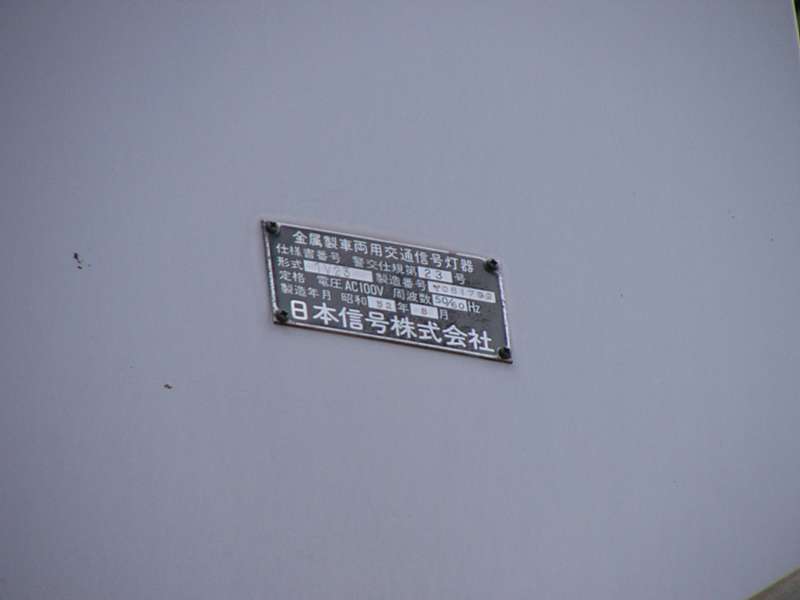 金属製車両用交通信号灯器
仕様書番号 警交仕規第 23 号
形式 1V23 製造番号
定格 電圧 AC100V 周波数 50/60 Hz
製造年月 昭和 52 年 8 月
日本信号株式会社